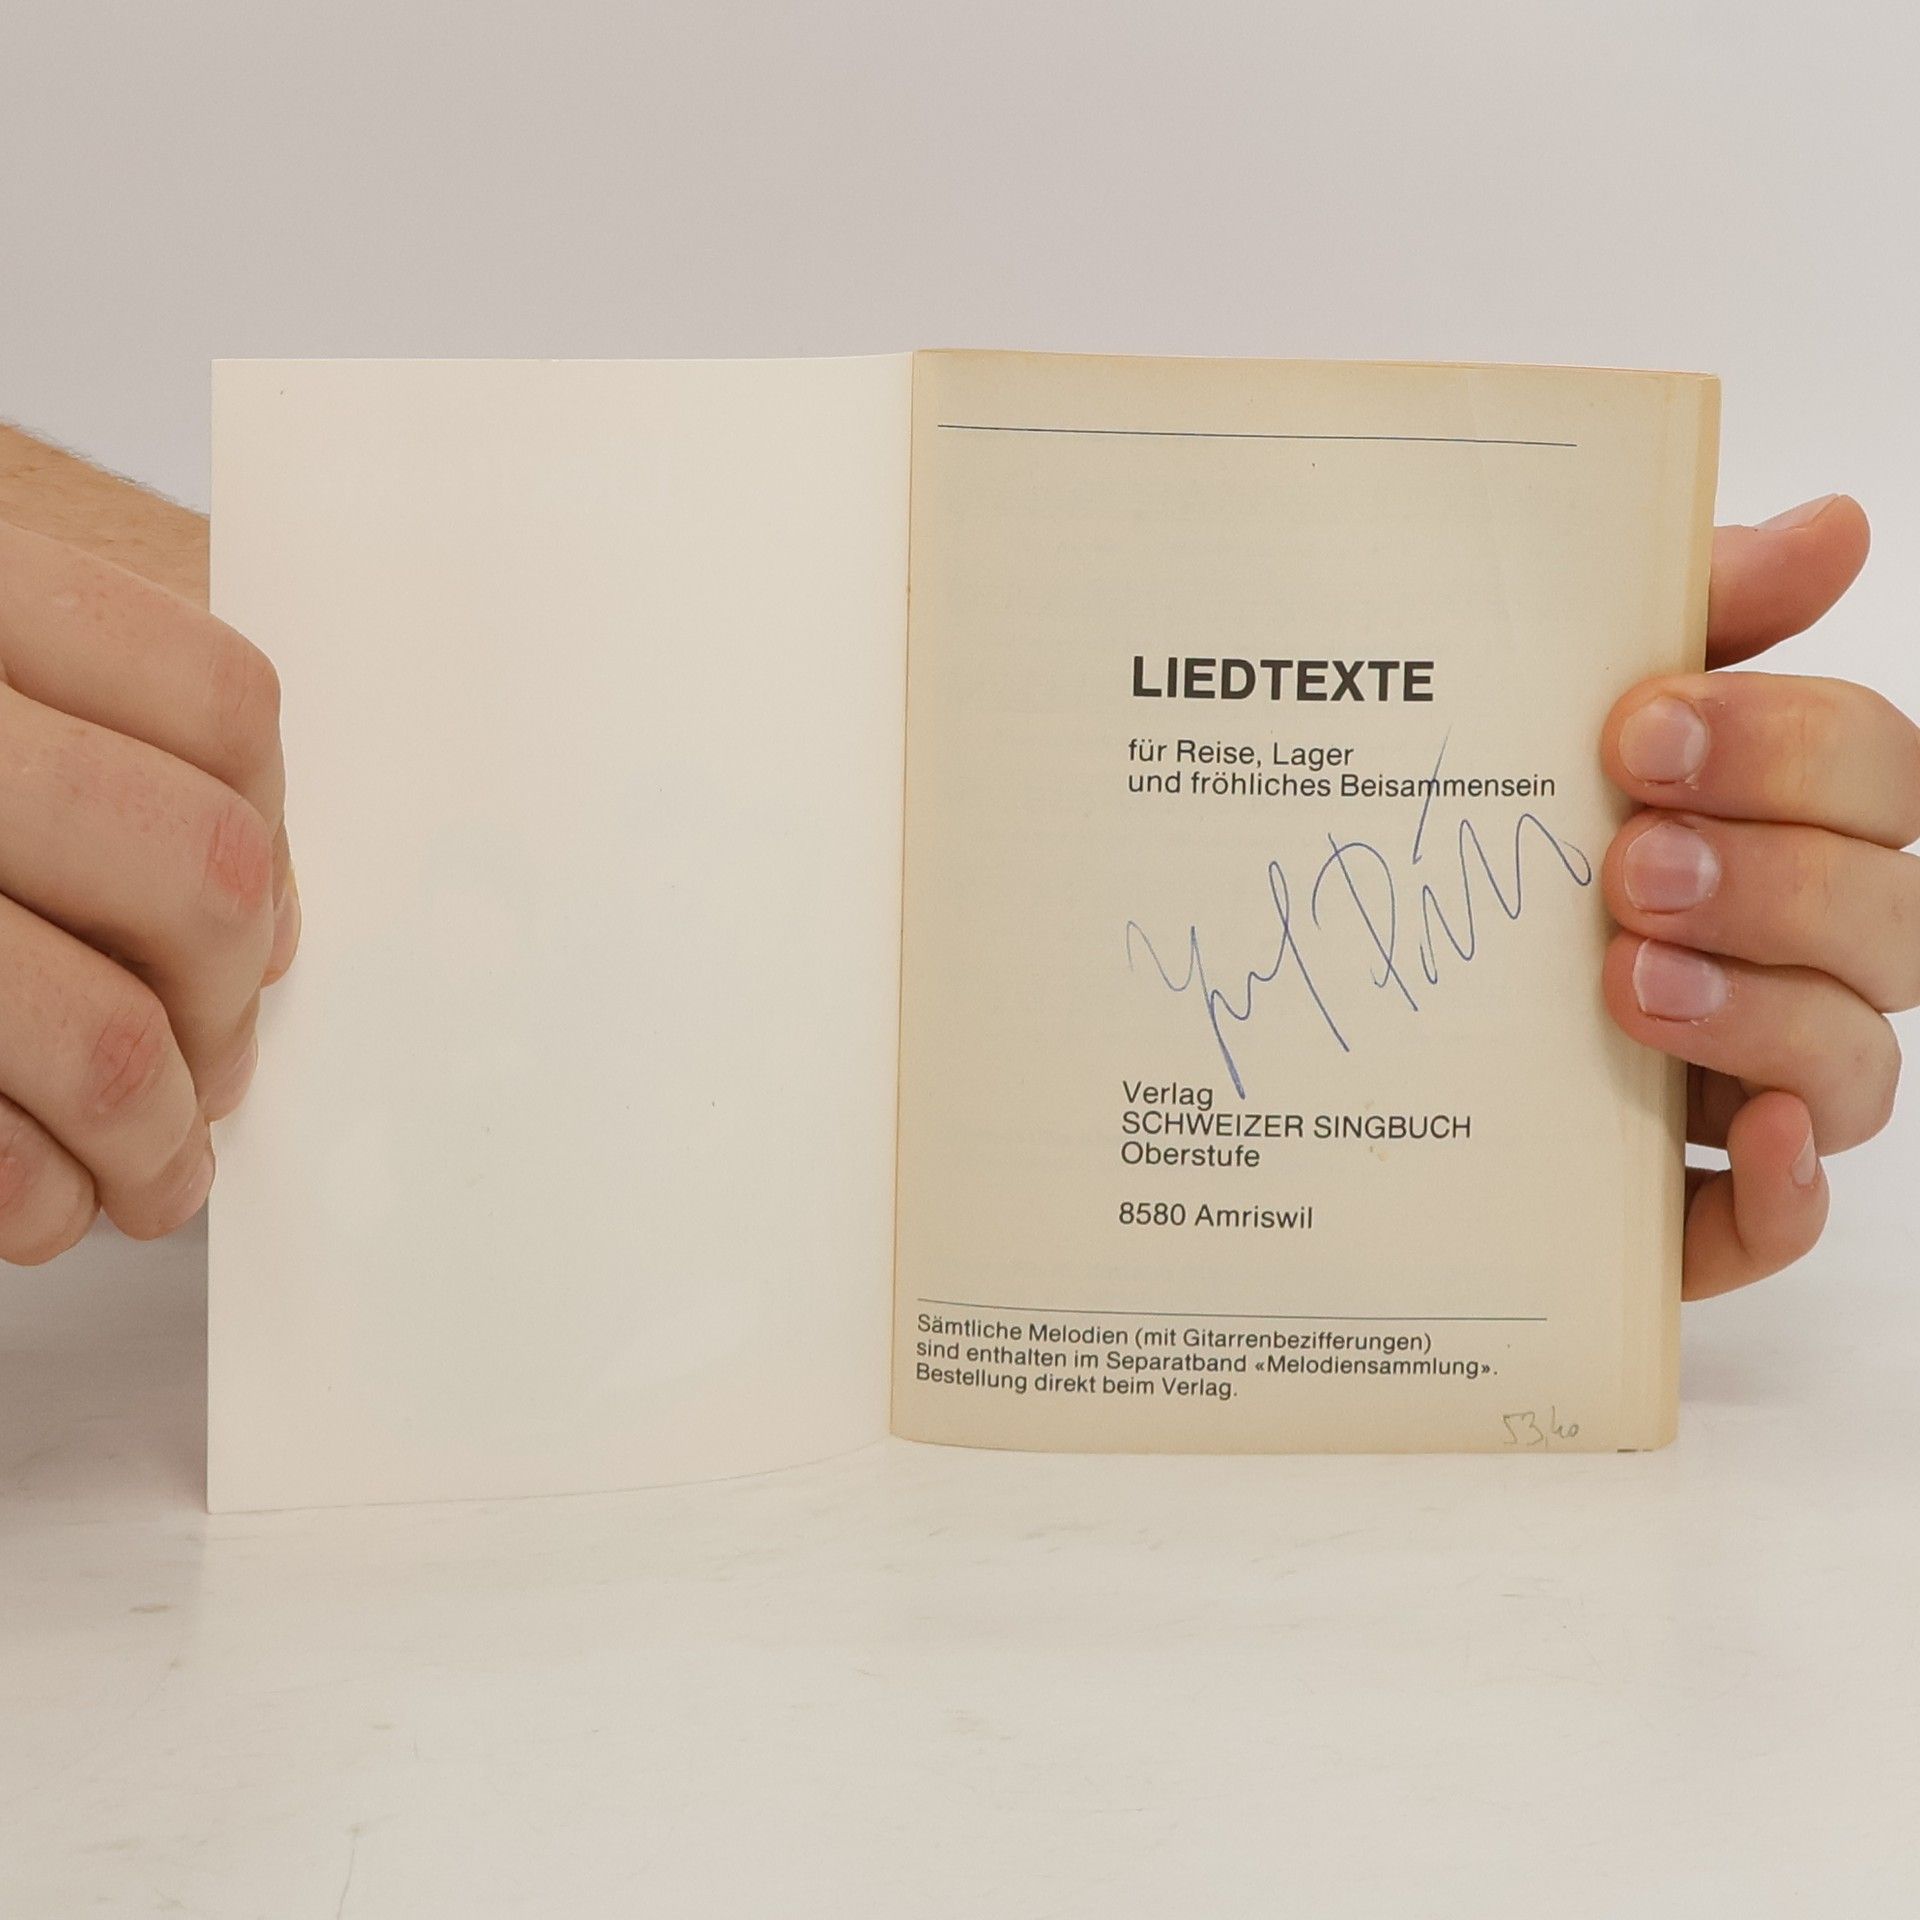 LIEDTEXTE
für Reise, Lager
und fröhliches Beisammensein
Verlag
SCHWEIZER SINGBUCH
Oberstufe
8580 Amriswil
Sämtliche Melodien (mit Gitarrenbezifferungen)
sind enthalten im Separatband «Melodiensammlung».
Bestellung direkt beim Verlag.